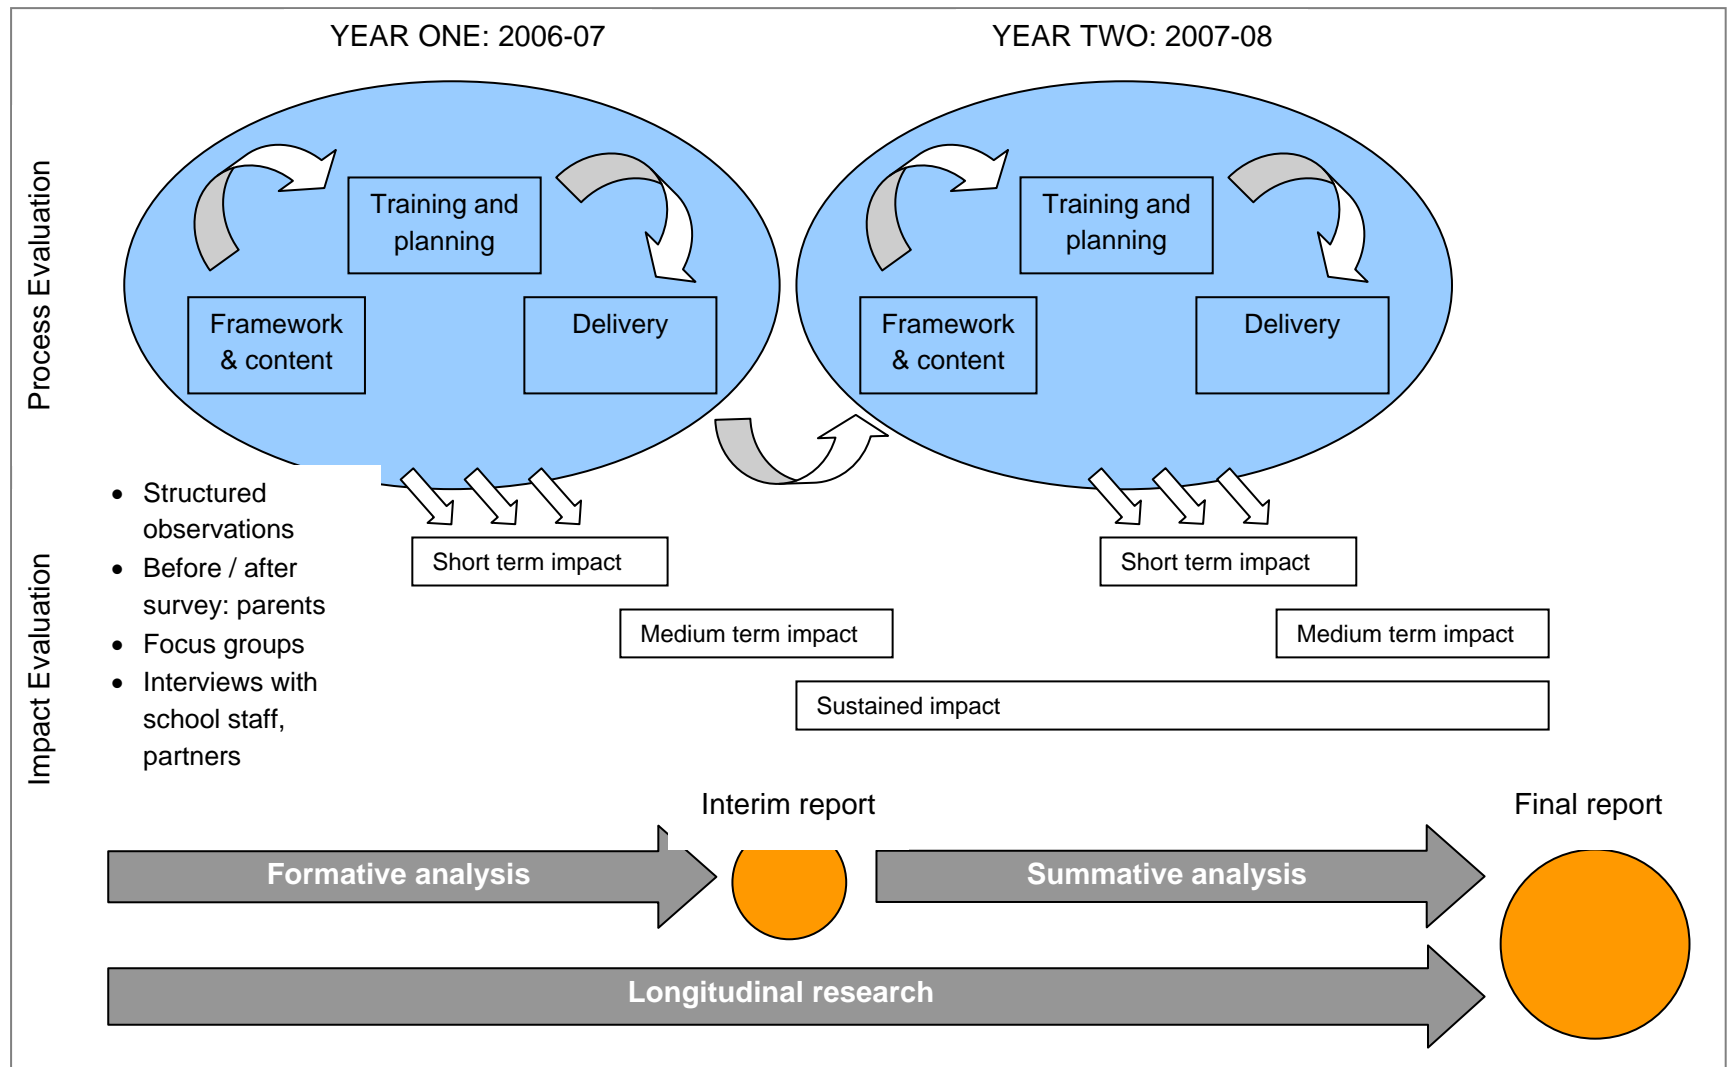 YEAR ONE: 2006-07
YEAR TWO: 2007-08
Process Evaluation
Training and
planning
Framework
& content
Delivery
Training and
planning
Framework
& content
Delivery
Impact Evaluation
• Structured
observations
• Before / after
survey: parents
• Focus groups
• Interviews with
school staff,
partners
Short term impact
Short term impact
Medium term impact
Medium term impact
Sustained impact
Interim report
Final report
Formative analysis
Summative analysis
Longitudinal research